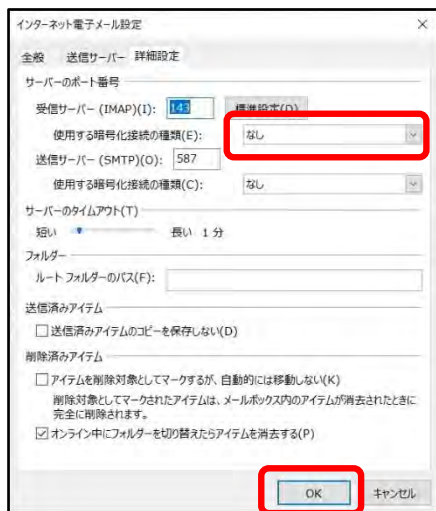 インターネット電子メール設定
全般 送信サーバー 詳細設定
サーバーのポート番号
受信サーバー (IMAP)(I): 143 標準設定(D)
使用する暗号化接続の種類(E): なし
送信サーバー (SMTP)(O): 587
使用する暗号化接続の種類(C): なし
サーバーのタイムアウト(T)
短い 長い 1 分
フォルダー
ルート フォルダーのパス(F):
送信済みアイテム
送信済みアイテムのコピーを保存しない(D)
削除済みアイテム
アイテムを削除対象としてマークするが、自動的には移動しない(K)
削除対象としてマークされたアイテムは、メールボックス内のアイテムが消去されたときに
完全に削除されます。
オンライン中にフォルダーを切り替えたらアイテムを消去する(P)
OK キャンセル